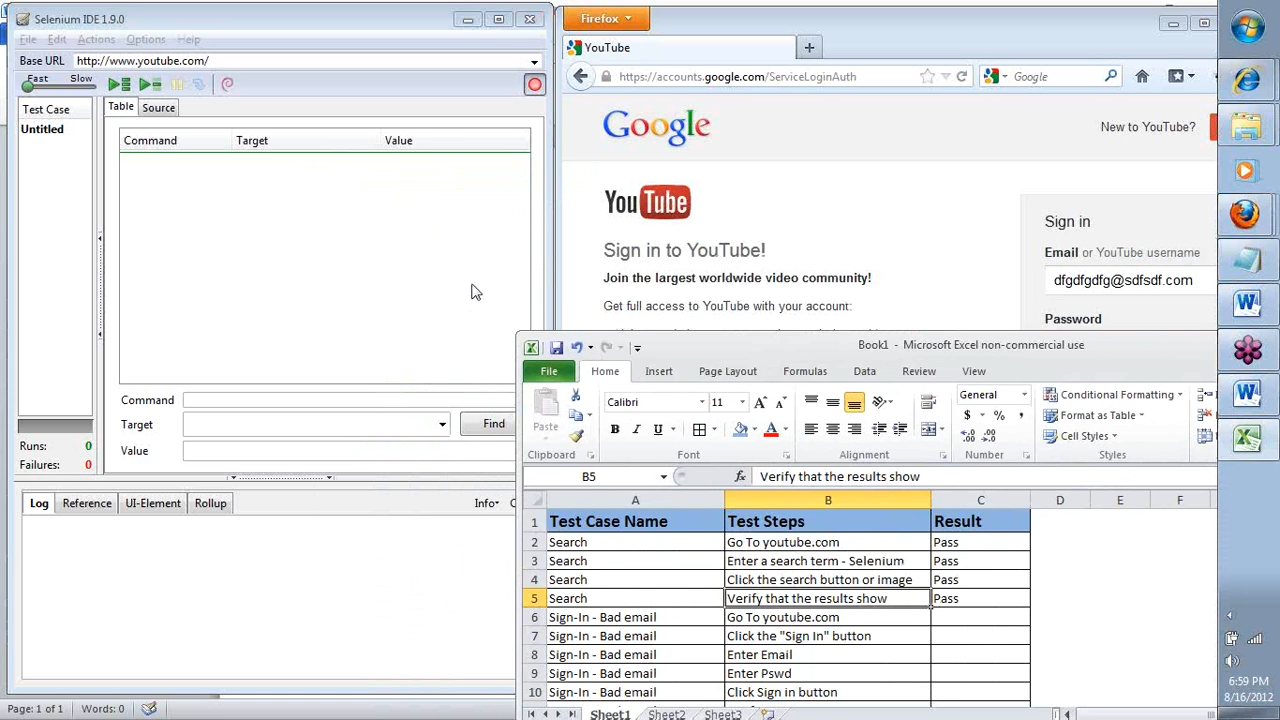 Selenium IDE 1.9.0
File Edit Actions Options Help
Base URL http://www.youtube.com/
Fast Slow
Test Case
Untitled
Table Source
Command Target Value
Command
Target
Find
Value
Runs: 0
Failures: 0
Log Reference UI-Element Rollup Info
Page: 1 of 1 Words: 0
Firefox
YouTube
https://accounts.google.com/ServiceLoginAuth
Google
Google
New to YouTube?
YouTube
Sign in to YouTube!
Join the largest worldwide video community!
Get full access to YouTube with your account:
Sign in
Email or YouTube username
dfgdfgdfg@sdfsdf.com
Password
Book1 - Microsoft Excel non-commercial use
File Home Insert Page Layout Formulas Data Review View
Paste
Calibri 11
B I U
General
$ % ,
Conditional Formatting
Format as Table
Cell Styles
Clipboard Font Alignment Number Styles
B5 fx Verify that the results show
A B C D E F
1 Test Case Name Test Steps Result
2 Search Go To youtube.com Pass
3 Search Enter a search term - Selenium Pass
4 Search Click the search button or image Pass
5 Search Verify that the results show Pass
6 Sign-In - Bad email Go To youtube.com
7 Sign-In - Bad email Click the "Sign In" button
8 Sign-In - Bad email Enter Email
9 Sign-In - Bad email Enter Pswd
10 Sign-In - Bad email Click Sign in button
Sheet1 Sheet2 Sheet3
6:59 PM
8/16/2012